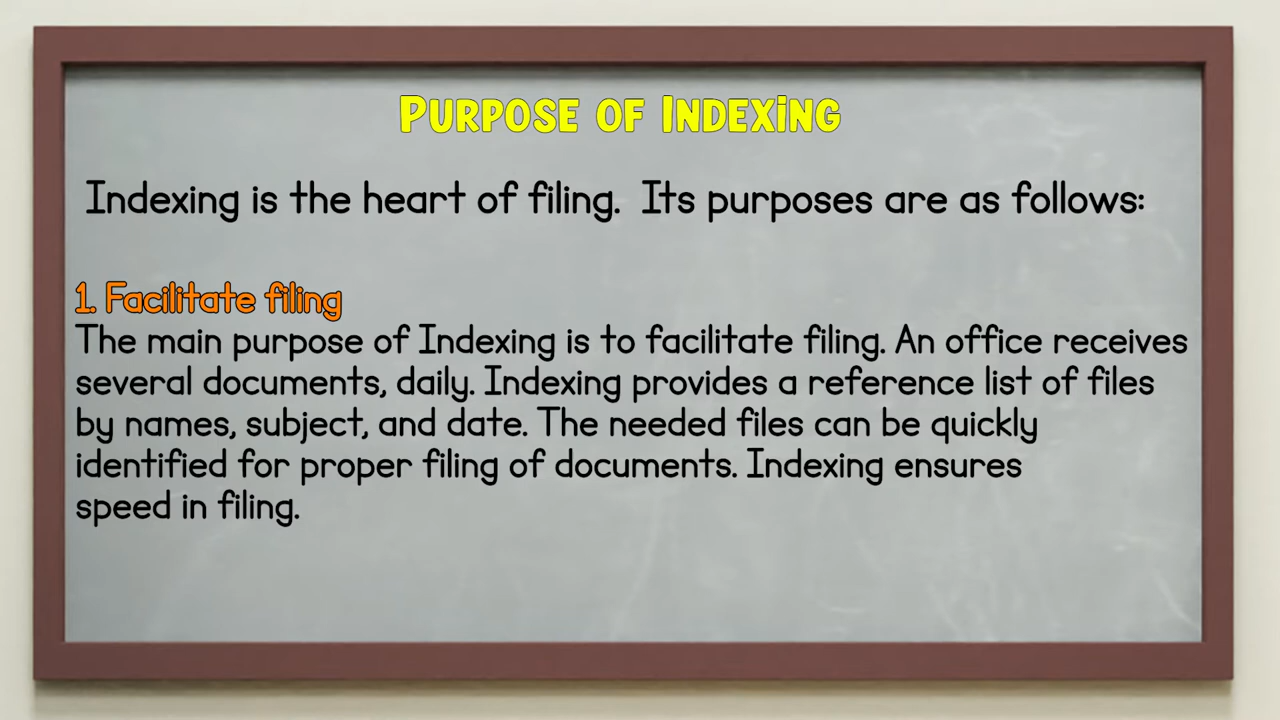 Purpose of Indexing
Indexing is the heart of filing. Its purposes are as follows:
1. Facilitate filing
The main purpose of Indexing is to facilitate filing. An office receives
several documents, daily. Indexing provides a reference list of files
by names, subject, and date. The needed files can be quickly
identified for proper filing of documents. Indexing ensures
speed in filing.